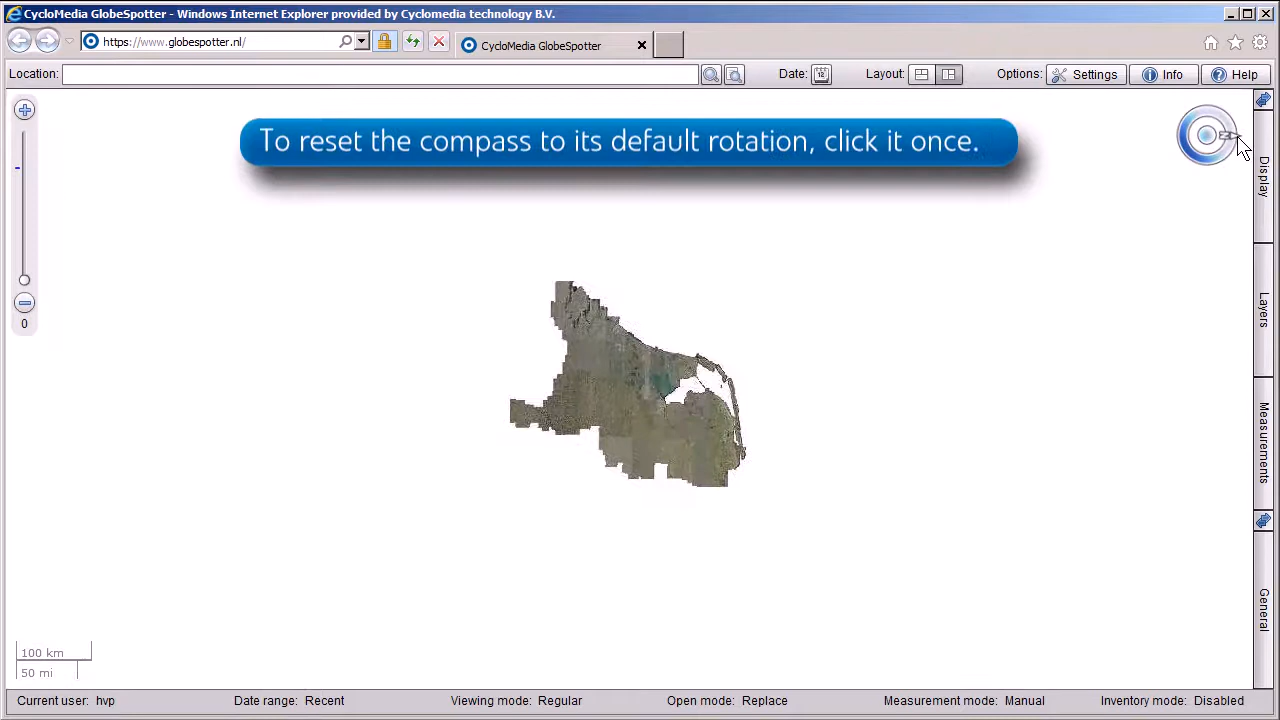 CycloMedia GlobeSpotter - Windows Internet Explorer provided by Cyclomedia technology B.V.
https://www.globespotter.nl/
CycloMedia GlobeSpotter
Location:
Date: 12
Layout:
Options: Settings Info Help
To reset the compass to its default rotation, click it once.
Display
Layers
Measurements
General
0
100 km
50 mi
Current user: hvp Date range: Recent Viewing mode: Regular Open mode: Replace Measurement mode: Manual Inventory mode: Disabled